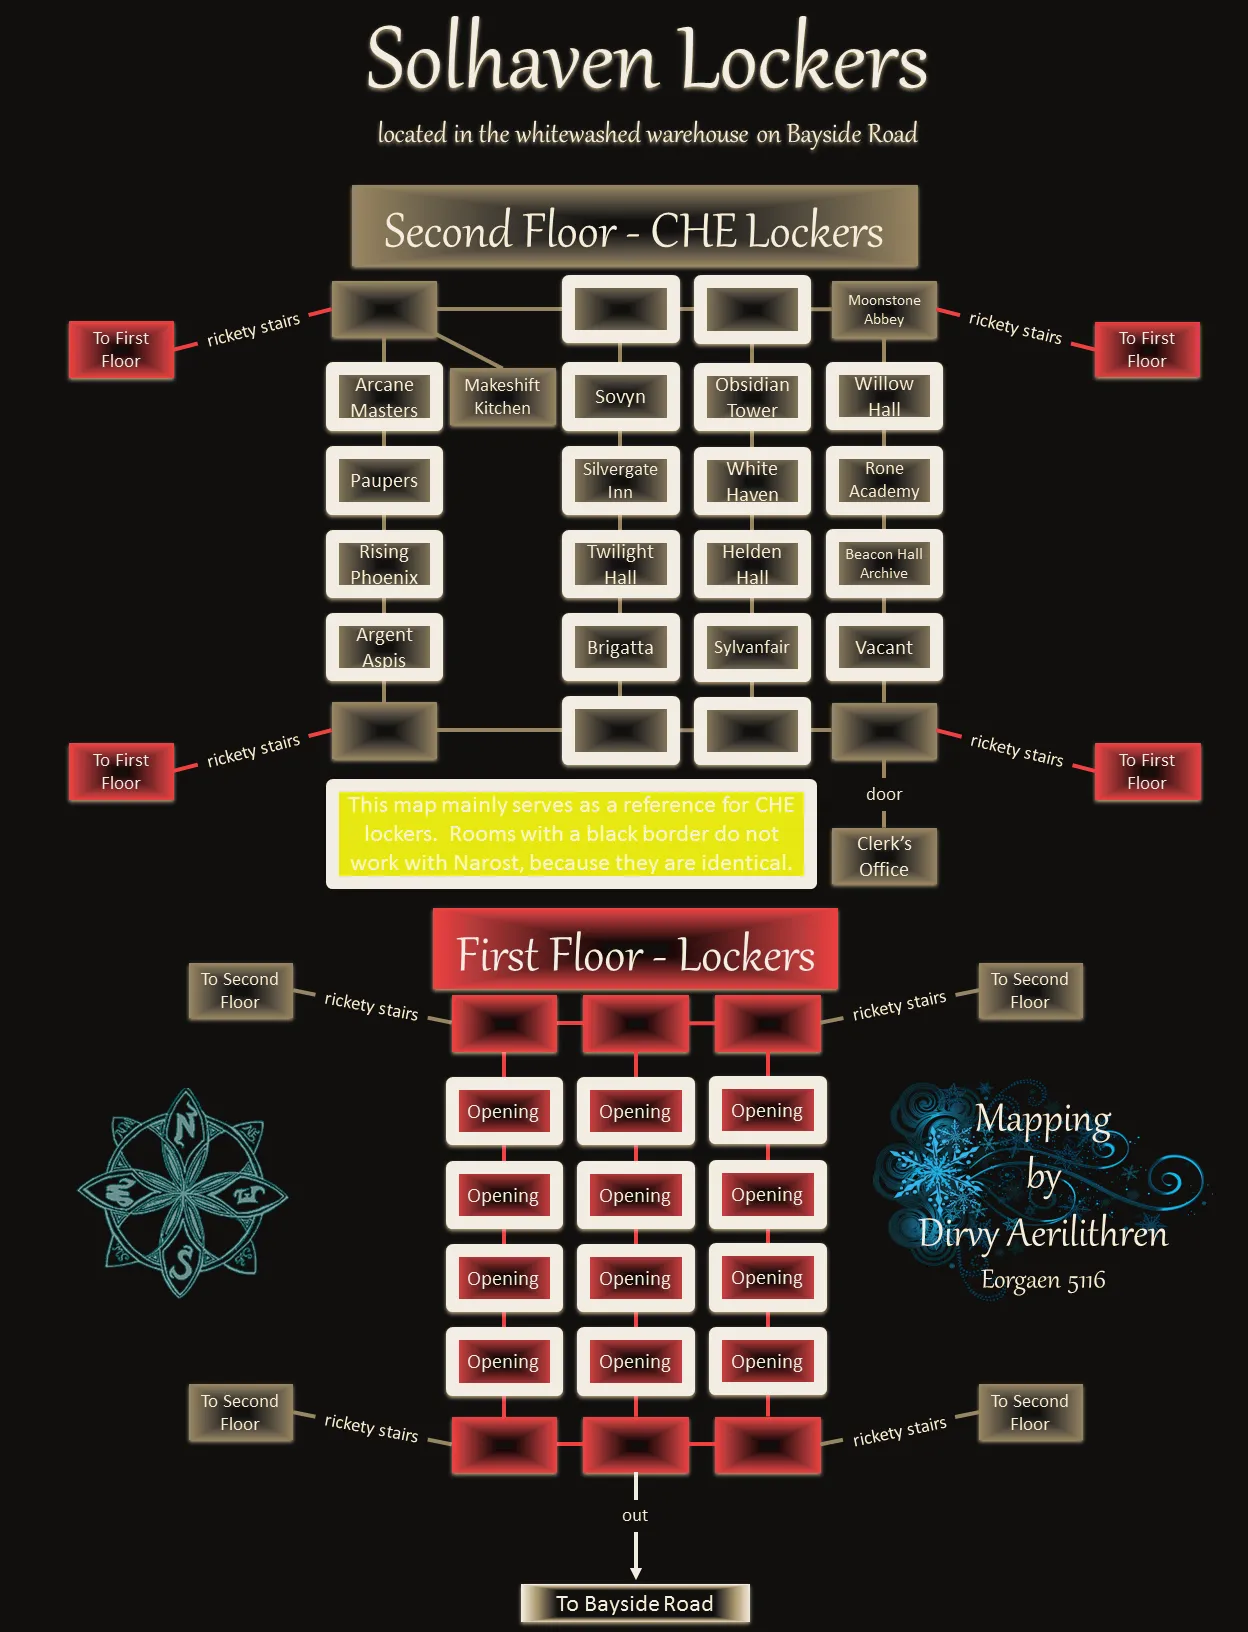 Solhaven Lockers
located in the whitewashed warehouse on Bayside Road
Second Floor - CHE Lockers
Moonstone
Abbey
To First
Floor
rickety stairs
rickety stairs
To First
Floor
Arcane
Masters
Makeshift
Kitchen
Sovyn
Obsidian
Tower
Willow
Hall
Paupers
Silvergate
Inn
White
Haven
Rone
Academy
Rising
Phoenix
Twilight
Hall
Helden
Hall
Beacon Hall
Archive
Argent
Aspis
Brigatta
Sylvanfair
Vacant
To First
Floor
rickety stairs
rickety stairs
To First
Floor
door
This map mainly serves as a reference for CHE
lockers. Rooms with a black border do not
work with Narost, because they are identical.
Clerk's
Office
First Floor - Lockers
To Second
Floor
rickety stairs
rickety stairs
To Second
Floor
Opening
Opening
Opening
Opening
Opening
Opening
Opening
Opening
Opening
Opening
Opening
Opening
N
S
Mapping
by
Dirvy Aerilithren
Eorgaen 5116
To Second
Floor
rickety stairs
rickety stairs
To Second
Floor
out
To Bayside Road